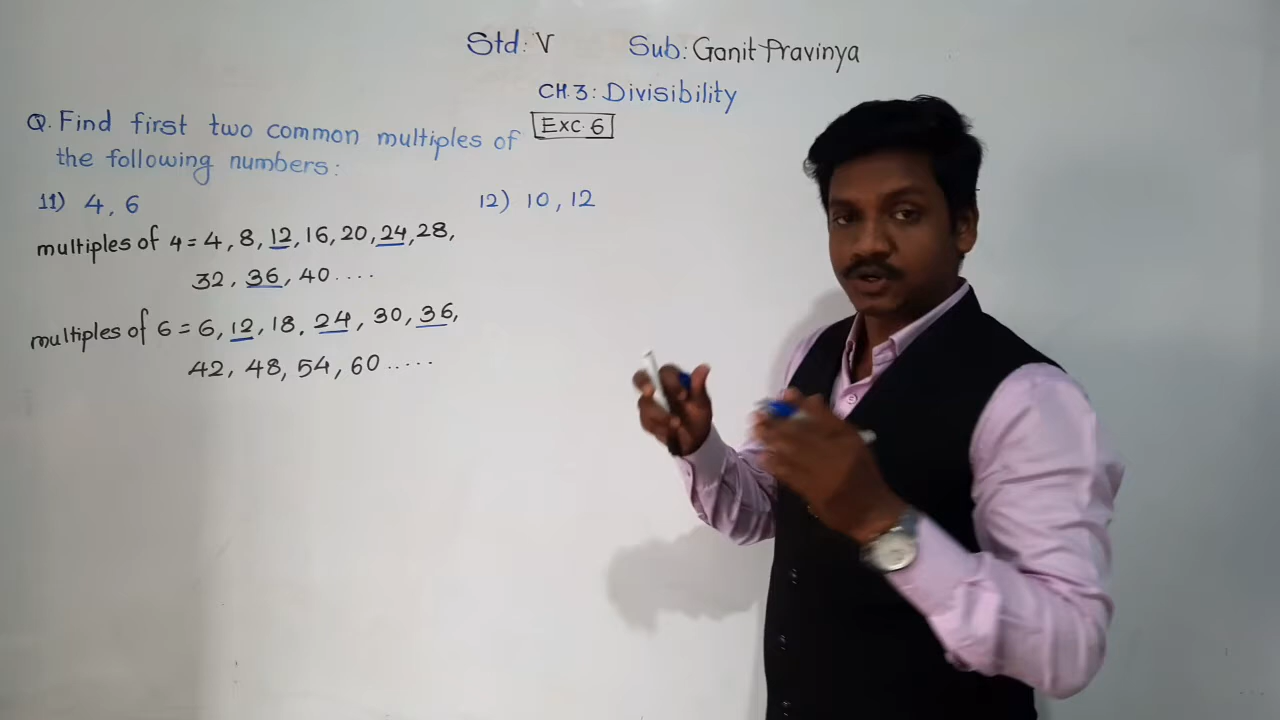 Std: V Sub: Ganit Pravinya
CH.3: Divisibility
Exc. 6
Q. Find first two common multiples of
the following numbers:
11) 4, 6
multiples of 4 = 4, 8, 12, 16, 20, 24, 28,
32, 36, 40 ....
multiples of 6 = 6, 12, 18, 24, 30, 36,
42, 48, 54, 60 .....
12) 10, 12